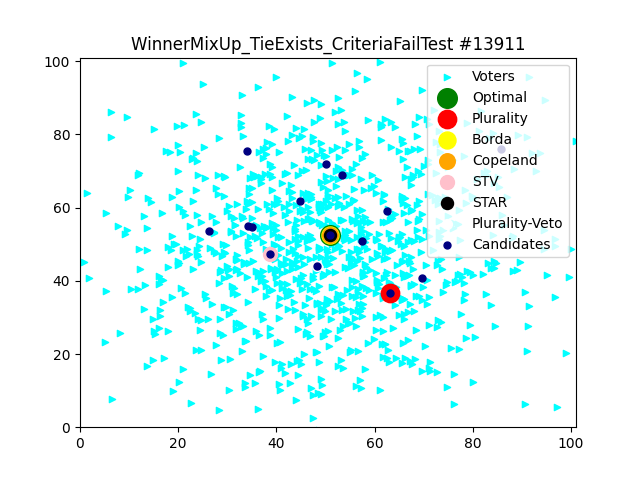 WinnerMixUp_TieExists_CriteriaFailTest #13911
100
80
60
40
20
0
0 20 40 60 80 100
Voters
Optimal
Plurality
Borda
Copeland
STV
STAR
Plurality-Veto
Candidates